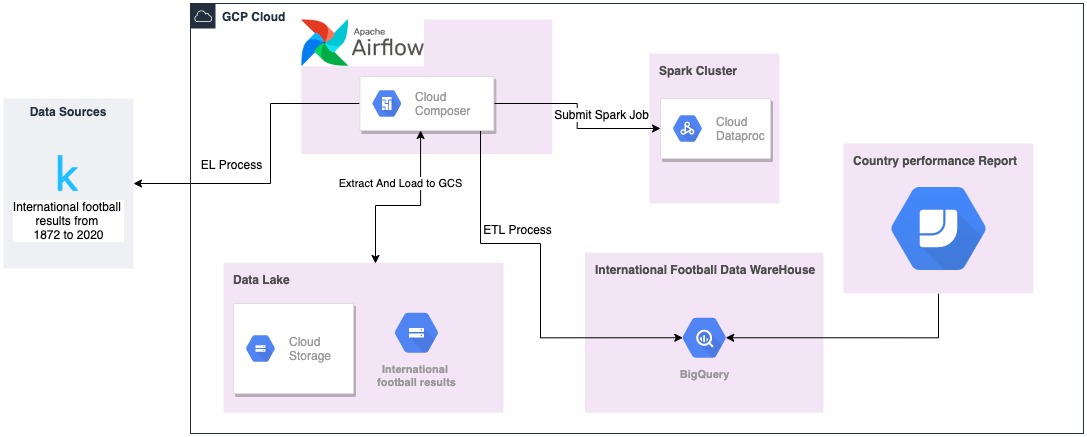 GCP Cloud
Apache
Airflow
Cloud
Composer
Spark Cluster
Cloud
Dataproc
Submit Spark Job
Data Sources
k
International football
results from
1872 to 2020
EL Process
Extract And Load to GCS
ETL Process
Country performance Report
Data Lake
Cloud
Storage
International
football results
International Football Data WareHouse
BigQuery